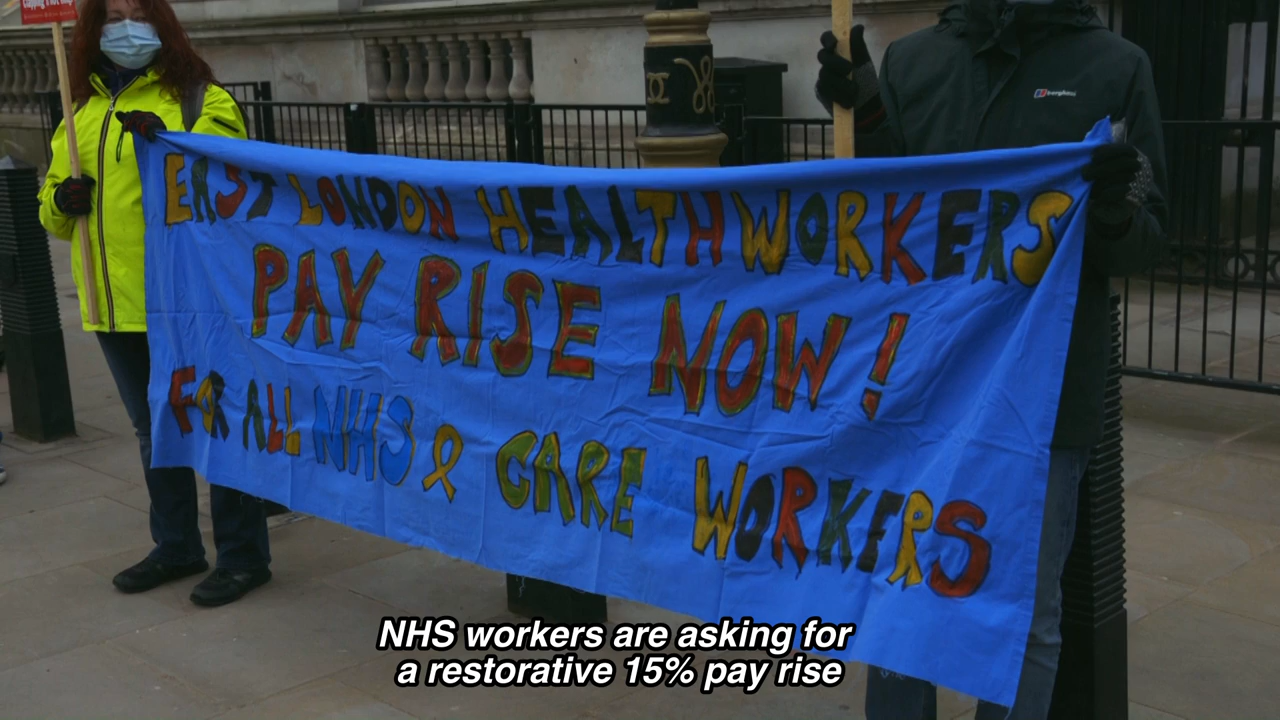 EAST LONDON HEALTHWORKERS
PAY RISE NOW!
FOR ALL NHS & CARE WORKERS
berghaus
NHS workers are asking for
a restorative 15% pay rise